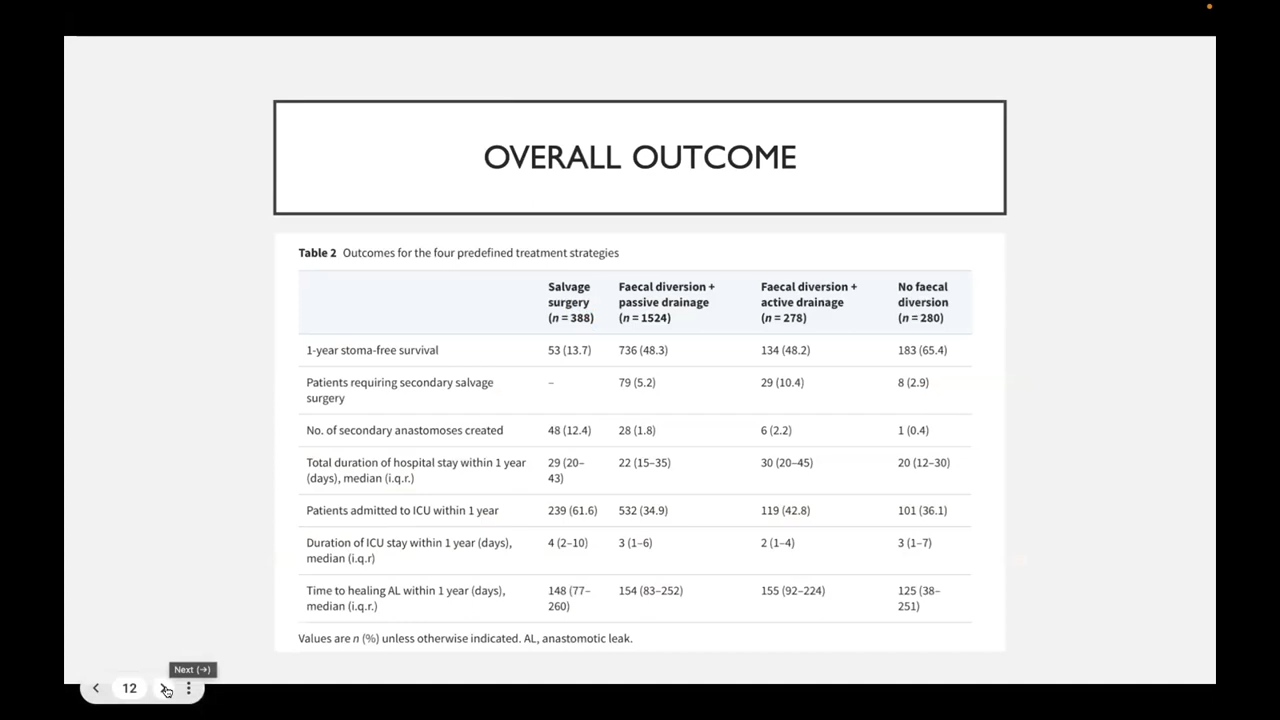 OVERALL OUTCOME
Table 2 Outcomes for the four predefined treatment strategies
Salvage surgery (n = 388) Faecal diversion + passive drainage (n = 1524) Faecal diversion + active drainage (n = 278) No faecal diversion (n = 280)
1-year stoma-free survival 53 (13.7) 736 (48.3) 134 (48.2) 183 (65.4)
Patients requiring secondary salvage surgery – 79 (5.2) 29 (10.4) 8 (2.9)
No. of secondary anastomoses created 48 (12.4) 28 (1.8) 6 (2.2) 1 (0.4)
Total duration of hospital stay within 1 year (days), median (i.q.r.) 29 (20–43) 22 (15–35) 30 (20–45) 20 (12–30)
Patients admitted to ICU within 1 year 239 (61.6) 532 (34.9) 119 (42.8) 101 (36.1)
Duration of ICU stay within 1 year (days), median (i.q.r) 4 (2–10) 3 (1–6) 2 (1–4) 3 (1–7)
Time to healing AL within 1 year (days), median (i.q.r.) 148 (77–260) 154 (83–252) 155 (92–224) 125 (38–251)
Values are n (%) unless otherwise indicated. AL, anastomotic leak.
Next (→)
12